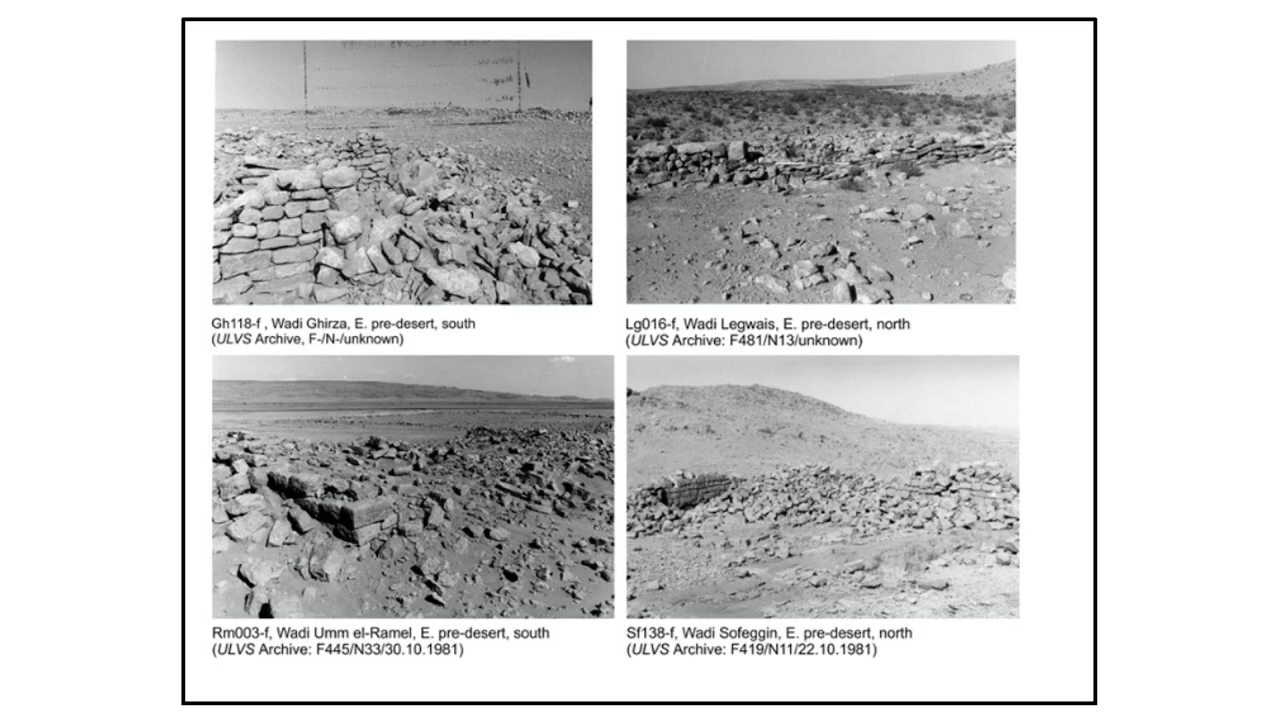 Gh118-f , Wadi Ghirza, E. pre-desert, south
(ULVS Archive, F-/N-/unknown)
Lg016-f, Wadi Legwais, E. pre-desert, north
(ULVS Archive: F481/N13/unknown)
Rm003-f, Wadi Umm el-Ramel, E. pre-desert, south
(ULVS Archive: F445/N33/30.10.1981)
Sf138-f, Wadi Sofeggin, E. pre-desert, north
(ULVS Archive: F419/N11/22.10.1981)